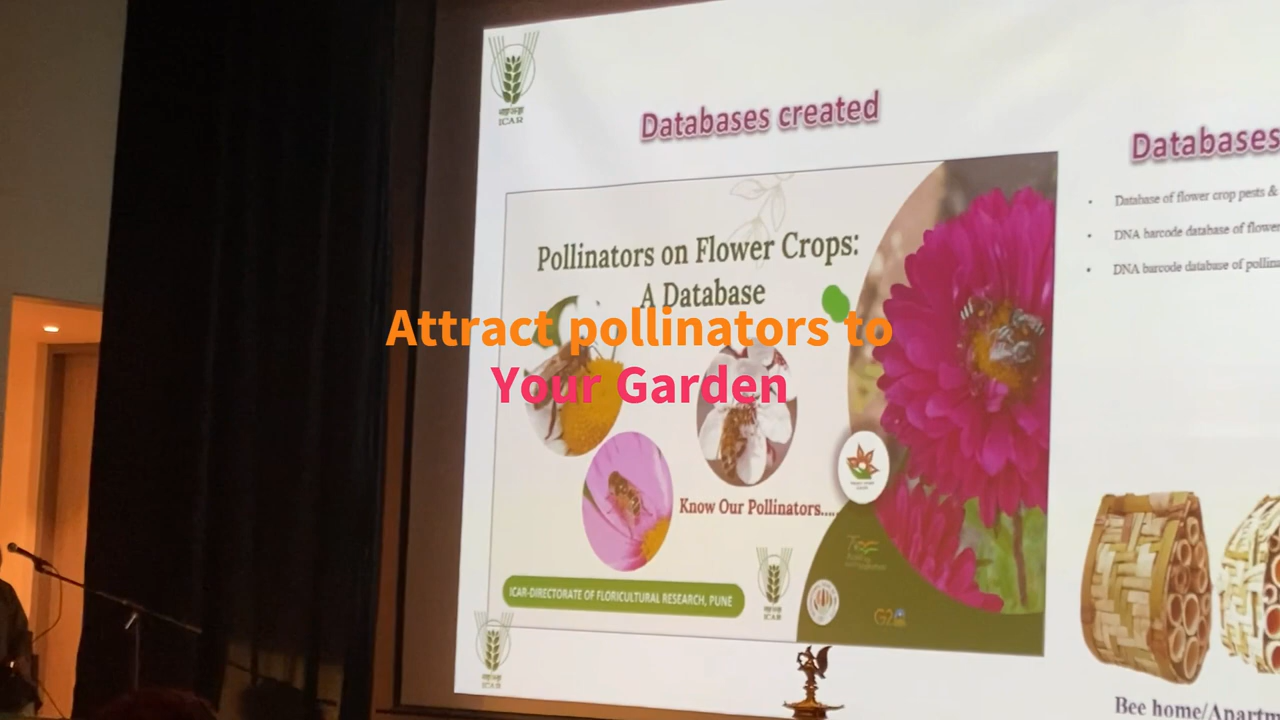 ICAR
Databases created
Pollinators on Flower Crops:
A Database
Attract pollinators to
Your Garden
Know Our Pollinators....
ICAR-DIRECTORATE OF FLORICULTURAL RESEARCH, PUNE
ICAR
ICAR
Databases
• Database of flower crop pests &
• DNA barcode database of flower
• DNA barcode database of
Bee home/